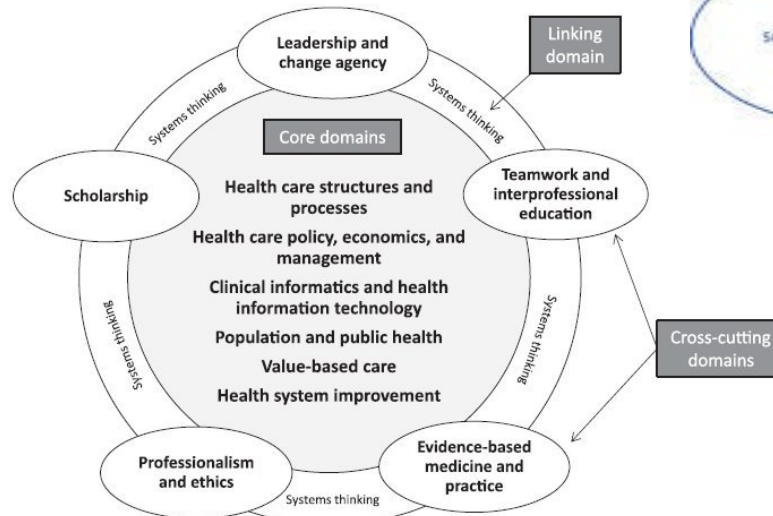 Leadership and
change agency
Linking
domain
Systems thinking
Systems thinking
Core domains
Scholarship
Teamwork and
interprofessional
education
Health care structures and
processes
Health care policy, economics, and
management
Clinical informatics and health
information technology
Population and public health
Value-based care
Health system improvement
Systems thinking
Systems thinking
Cross-cutting
domains
Professionalism
and ethics
Evidence-based
medicine and
practice
Systems thinking